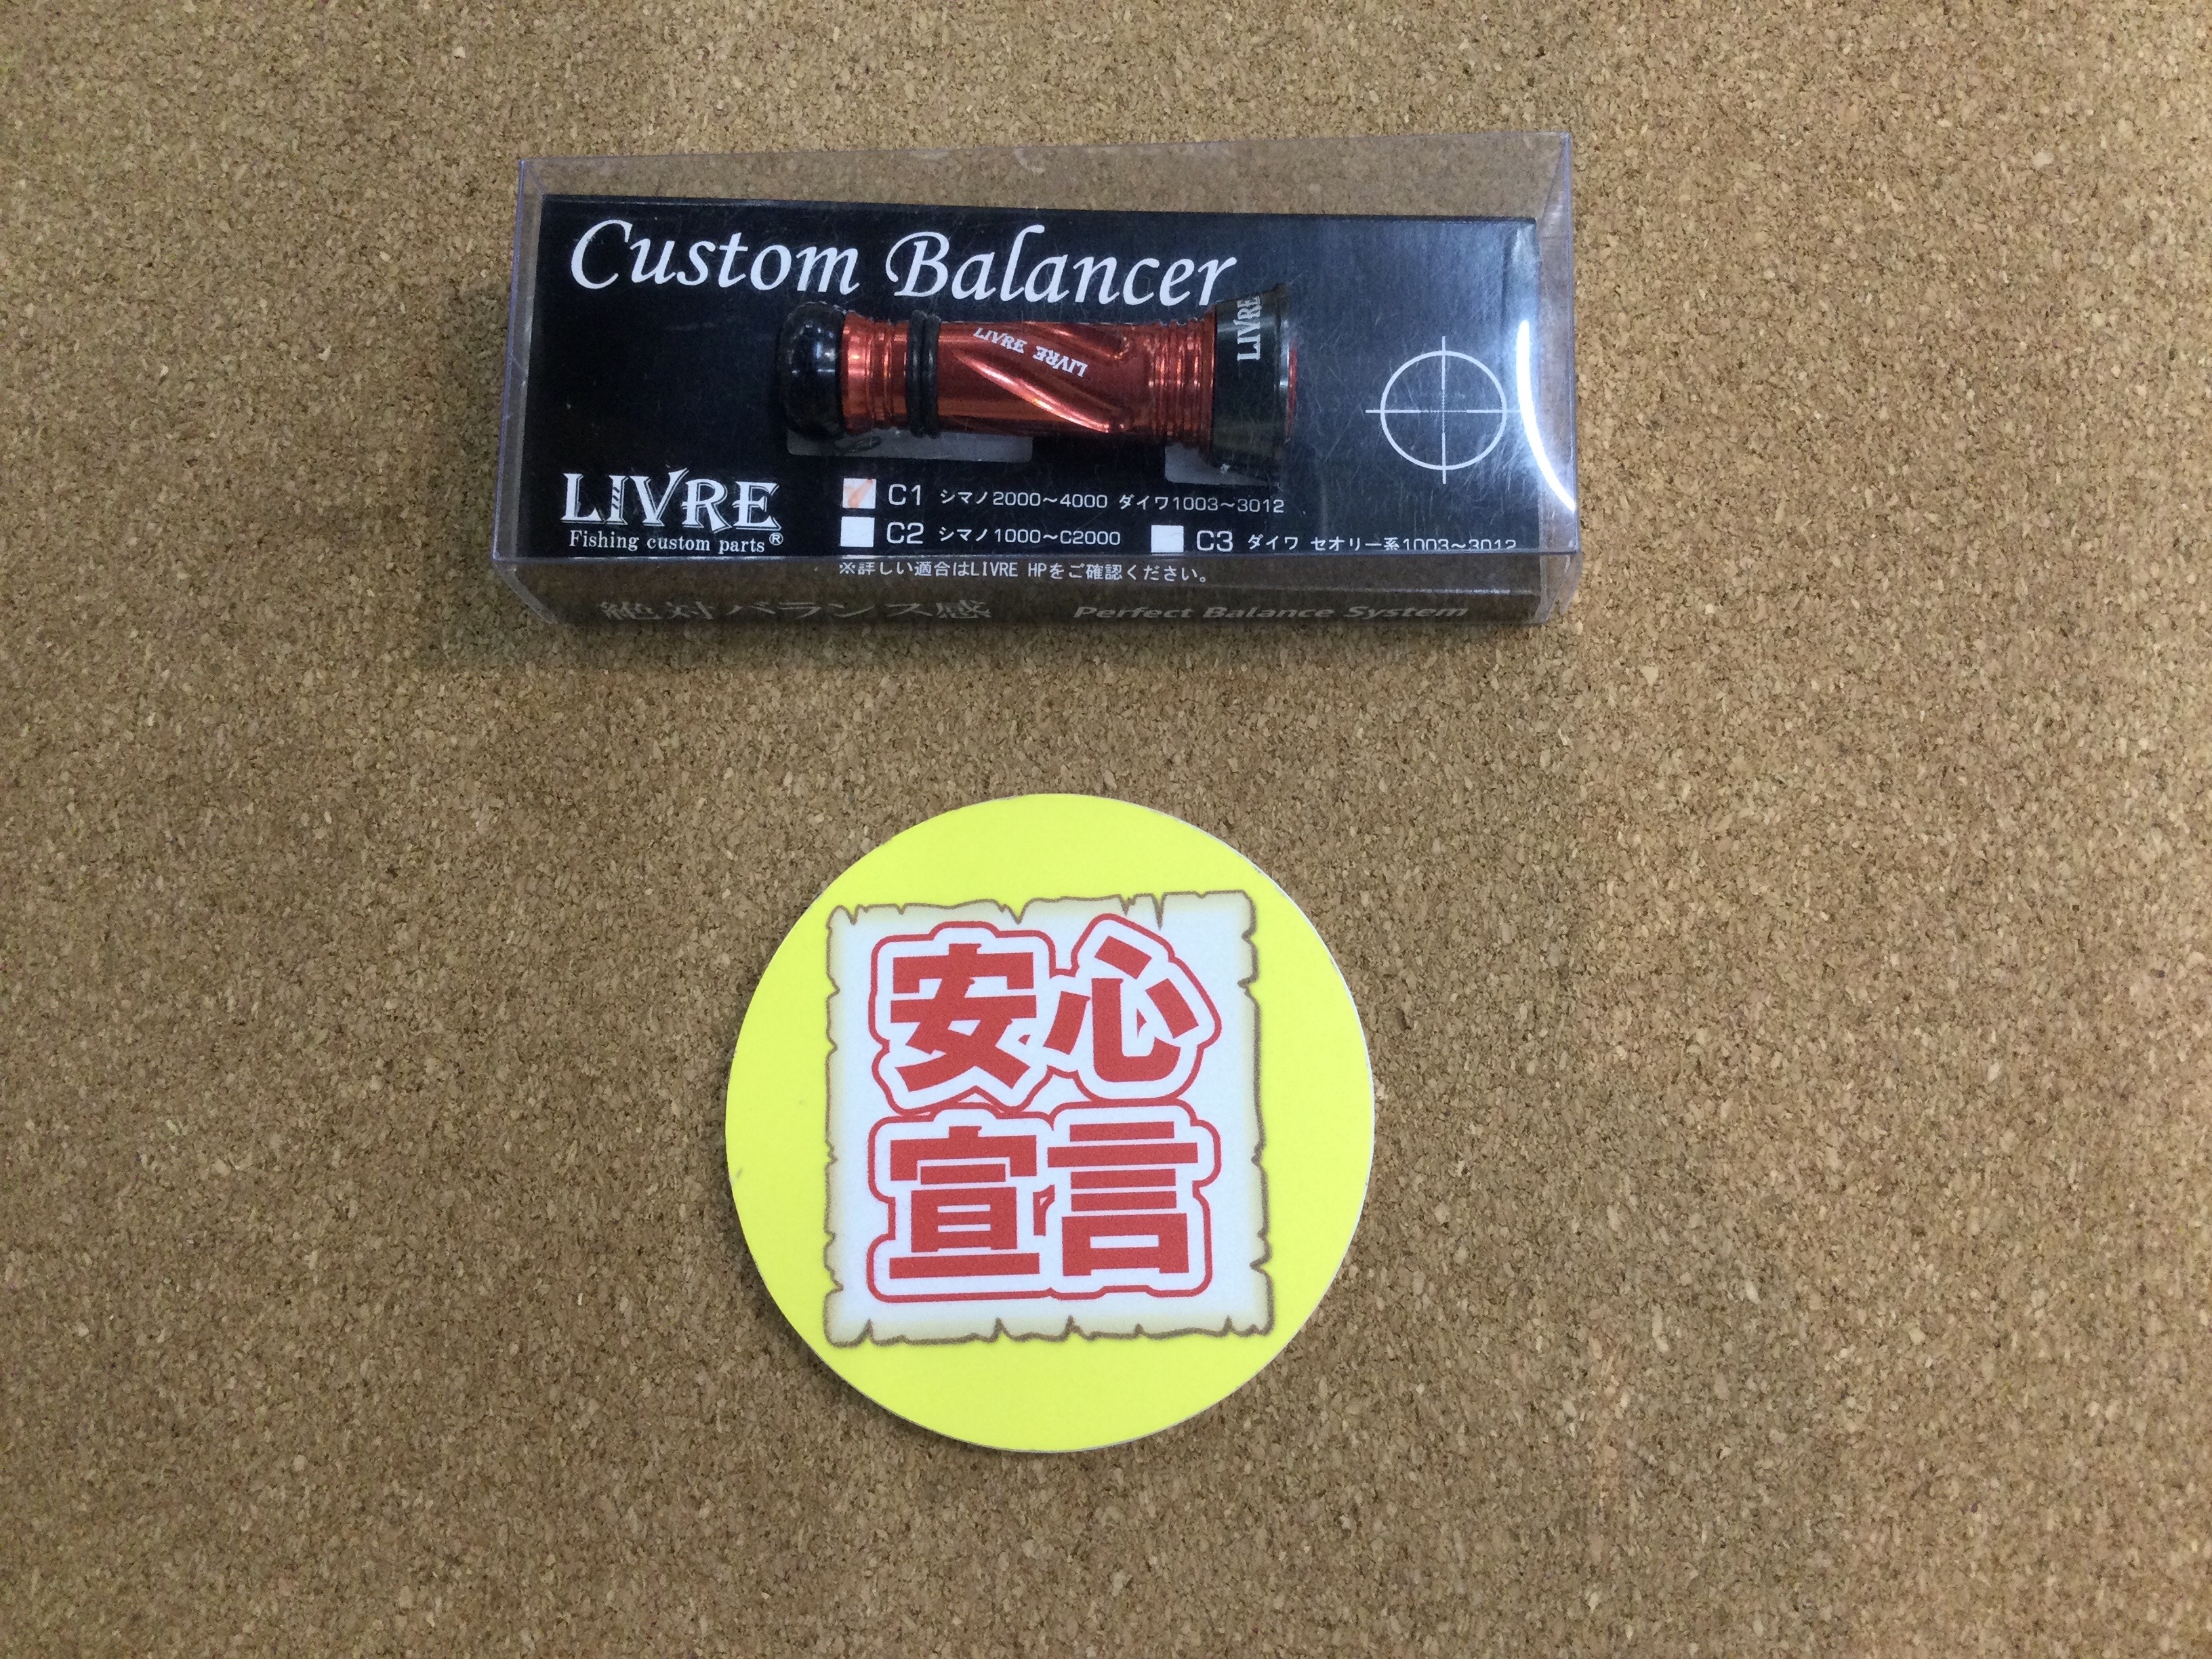 Custom Balancer
LIVRE
LIVRE LIVRE
LIVRE
Fishing custom parts®
C1 シマノ2000～4000 ダイワ1003～3012
C2 シマノ1000～C2000
C3 ダイワ セオリー系1003～3012
※詳しい適合はLIVRE HPをご確認ください。
絶対バランス感
Perfect Balance System
安心
宣言